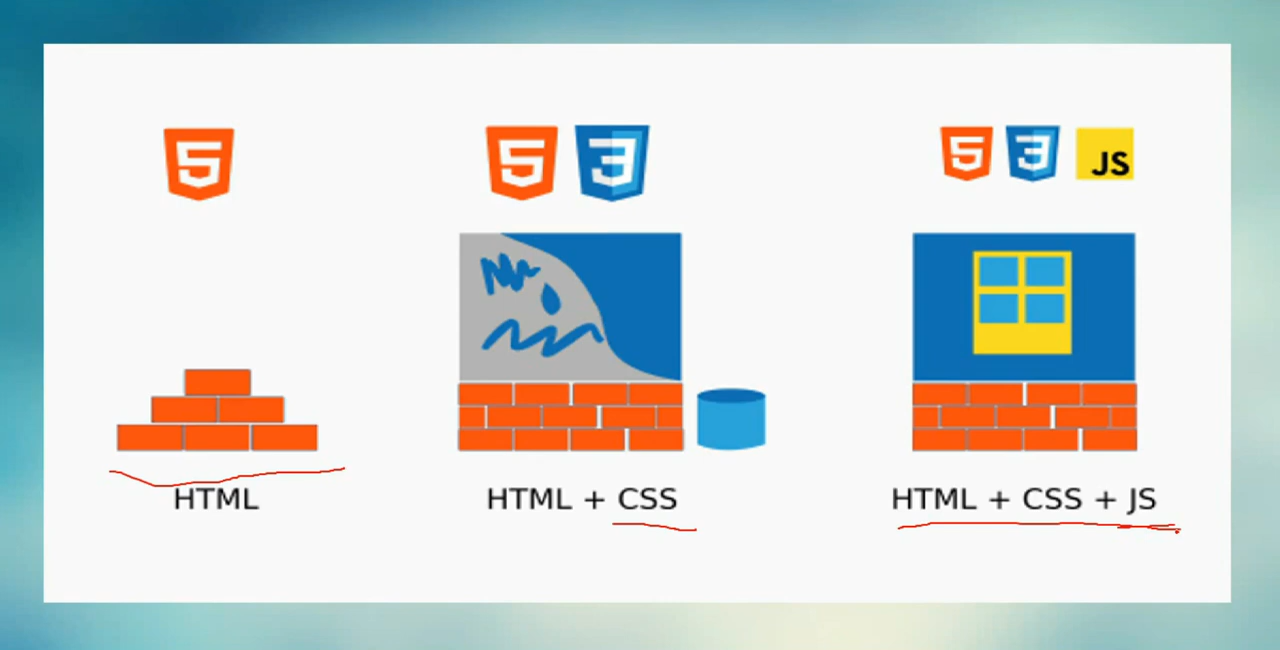 5
5 3
5 3 JS
HTML
HTML + CSS
HTML + CSS + JS